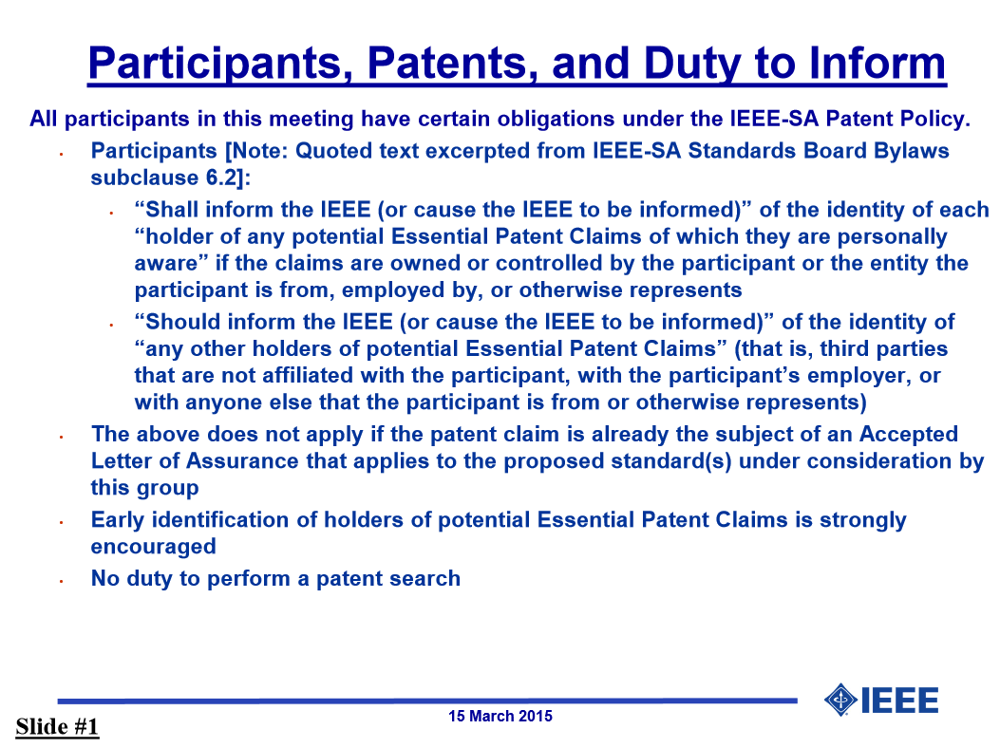 Participants, Patents, and Duty to Inform
All participants in this meeting have certain obligations under the IEEE-SA Patent Policy.
• Participants [Note: Quoted text excerpted from IEEE-SA Standards Board Bylaws
subclause 6.2]:
• “Shall inform the IEEE (or cause the IEEE to be informed)” of the identity of each
“holder of any potential Essential Patent Claims of which they are personally
aware” if the claims are owned or controlled by the participant or the entity the
participant is from, employed by, or otherwise represents
• “Should inform the IEEE (or cause the IEEE to be informed)” of the identity of
“any other holders of potential Essential Patent Claims” (that is, third parties
that are not affiliated with the participant, with the participant’s employer, or
with anyone else that the participant is from or otherwise represents)
• The above does not apply if the patent claim is already the subject of an Accepted
Letter of Assurance that applies to the proposed standard(s) under consideration by
this group
• Early identification of holders of potential Essential Patent Claims is strongly
encouraged
• No duty to perform a patent search
IEEE
15 March 2015
Slide #1